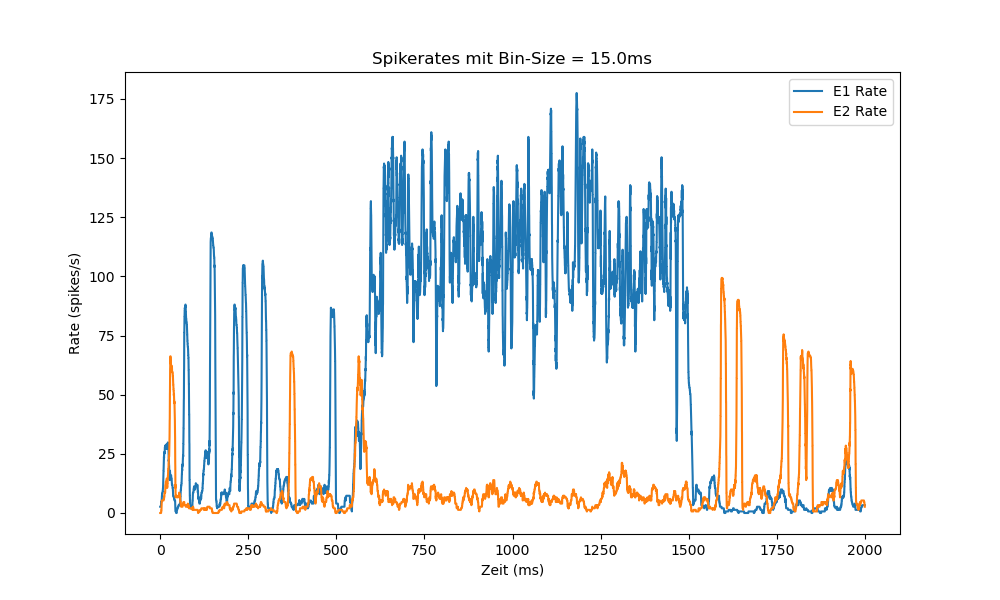 Spikerates mit Bin-Size = 15.0ms
E1 Rate
E2 Rate
Rate (spikes/s)
175
150
125
100
75
50
25
0
0 250 500 750 1000 1250 1500 1750 2000
Zeit (ms)